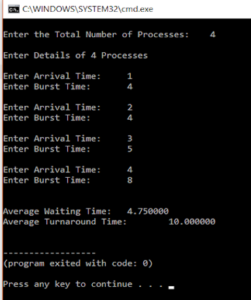 C:\WINDOWS\SYSTEM32\cmd.exe
Enter the Total Number of Processes: 4
Enter Details of 4 Processes
Enter Arrival Time: 1
Enter Burst Time: 4
Enter Arrival Time: 2
Enter Burst Time: 4
Enter Arrival Time: 3
Enter Burst Time: 5
Enter Arrival Time: 4
Enter Burst Time: 8
Average Waiting Time: 4.750000
Average Turnaround Time: 10.000000
------------------
(program exited with code: 0)
Press any key to continue . . .